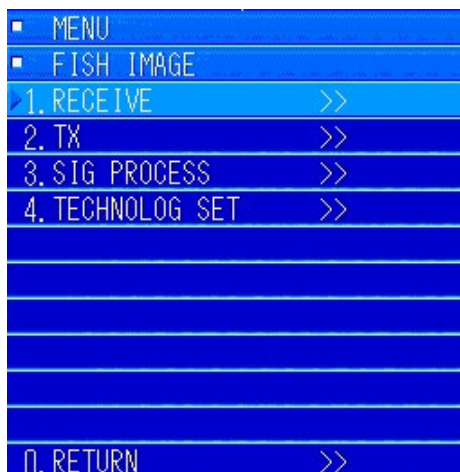 MENU
FISH IMAGE
1. RECEIVE >>
2. TX >>
3. SIG PROCESS >>
4. TECHNOLOG SET >>
0. RETURN >>